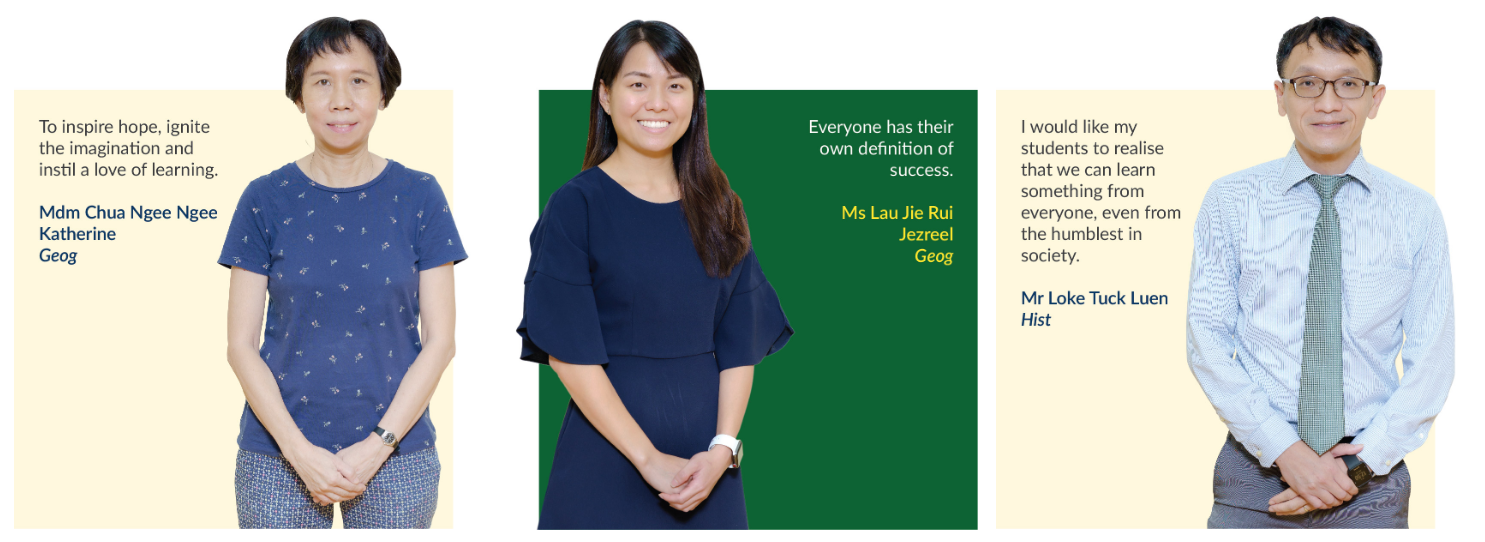 To inspire hope, ignite
the imagination and
instil a love of learning.
Mdm Chua Ngee Ngee
Katherine
Geog
Everyone has their
own definition of
success.
Ms Lau Jie Rui
Jezreel
Geog
I would like my
students to realise
that we can learn
something from
everyone, even from
the humblest in
society.
Mr Loke Tuck Luen
Hist